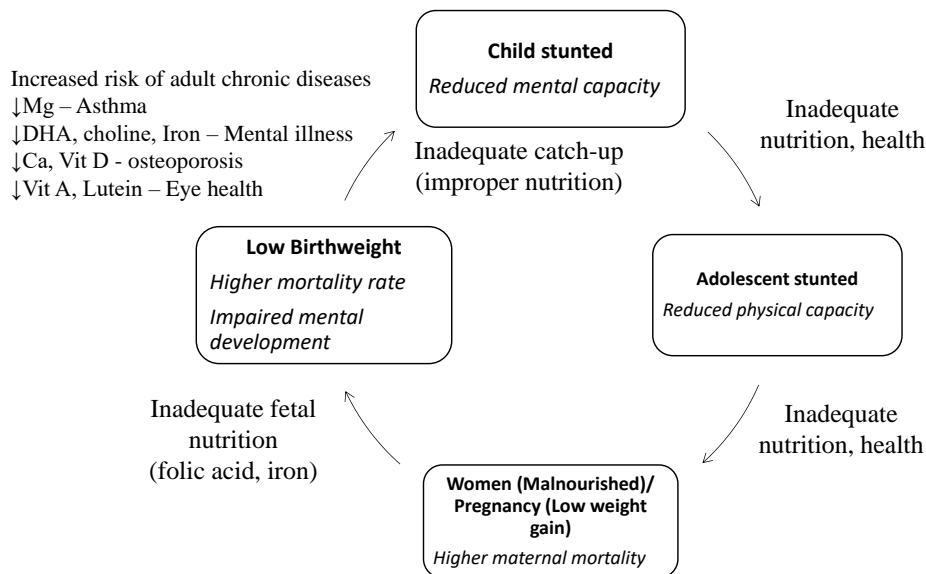 Child stunted
Reduced mental capacity
Increased risk of adult chronic diseases
↓Mg – Asthma
↓DHA, choline, Iron – Mental illness
↓Ca, Vit D - osteoporosis
↓Vit A, Lutein – Eye health
Inadequate
nutrition, health
Inadequate catch-up
(improper nutrition)
Low Birthweight
Higher mortality rate
Impaired mental
development
Adolescent stunted
Reduced physical capacity
Inadequate fetal
nutrition
(folic acid, iron)
Inadequate
nutrition, health
Women (Malnourished)/
Pregnancy (Low weight
gain)
Higher maternal mortality